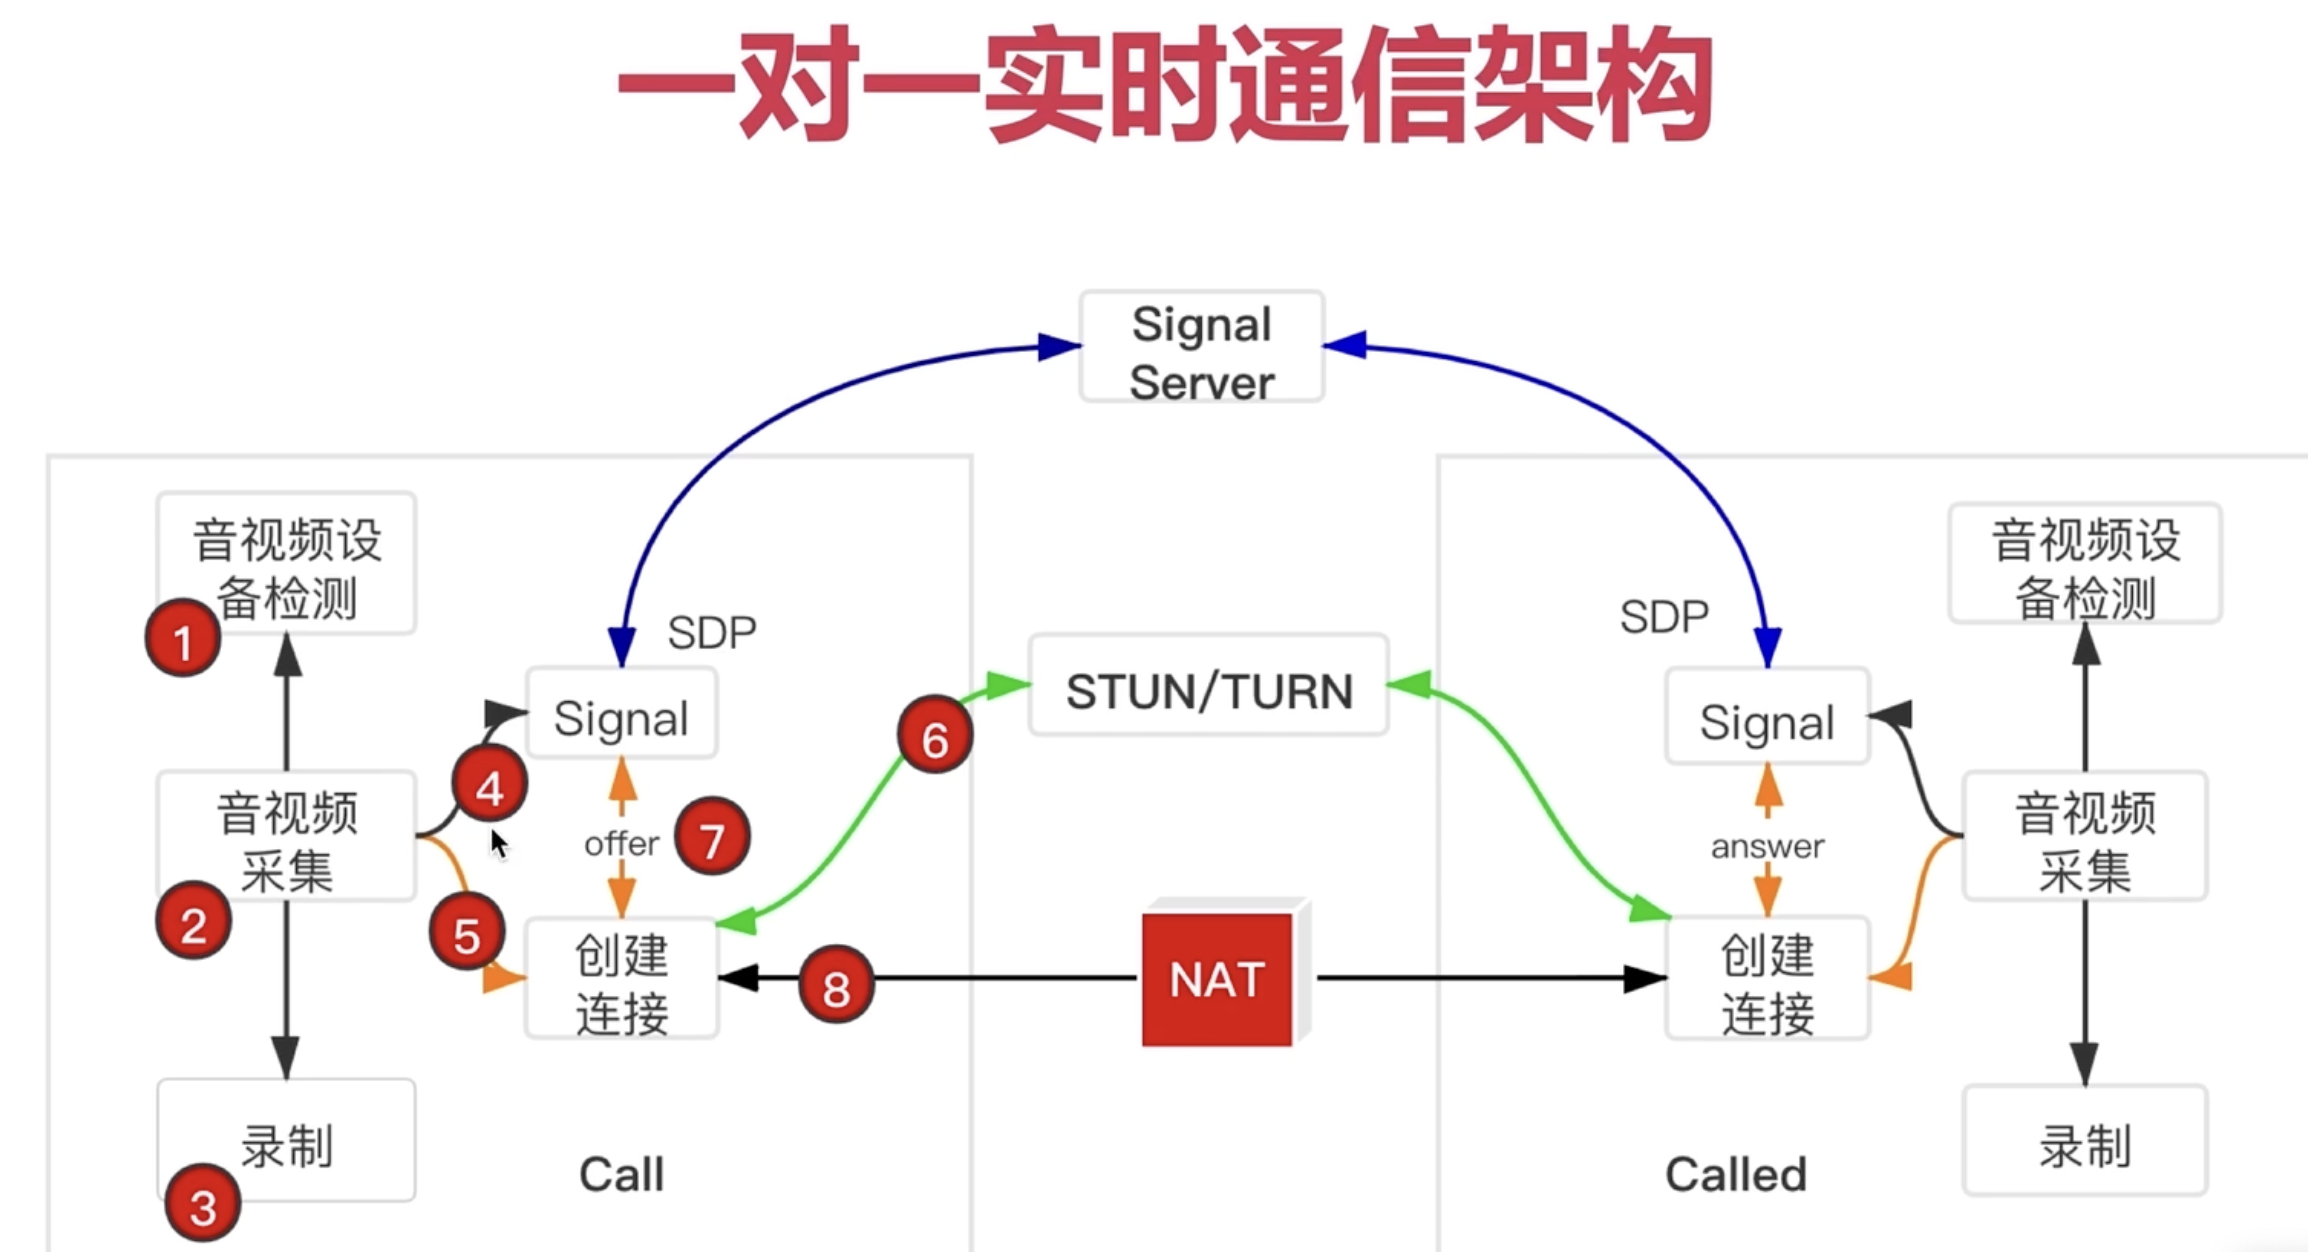 一对一实时通信架构
Signal
Server
音视频设
备检测
1
音视频
采集
2
录制
3
4
5
SDP
Signal
offer
7
创建
连接
Call
6
STUN/TURN
8
NAT
SDP
Signal
answer
创建
连接
Called
音视频设
备检测
音视频
采集
录制